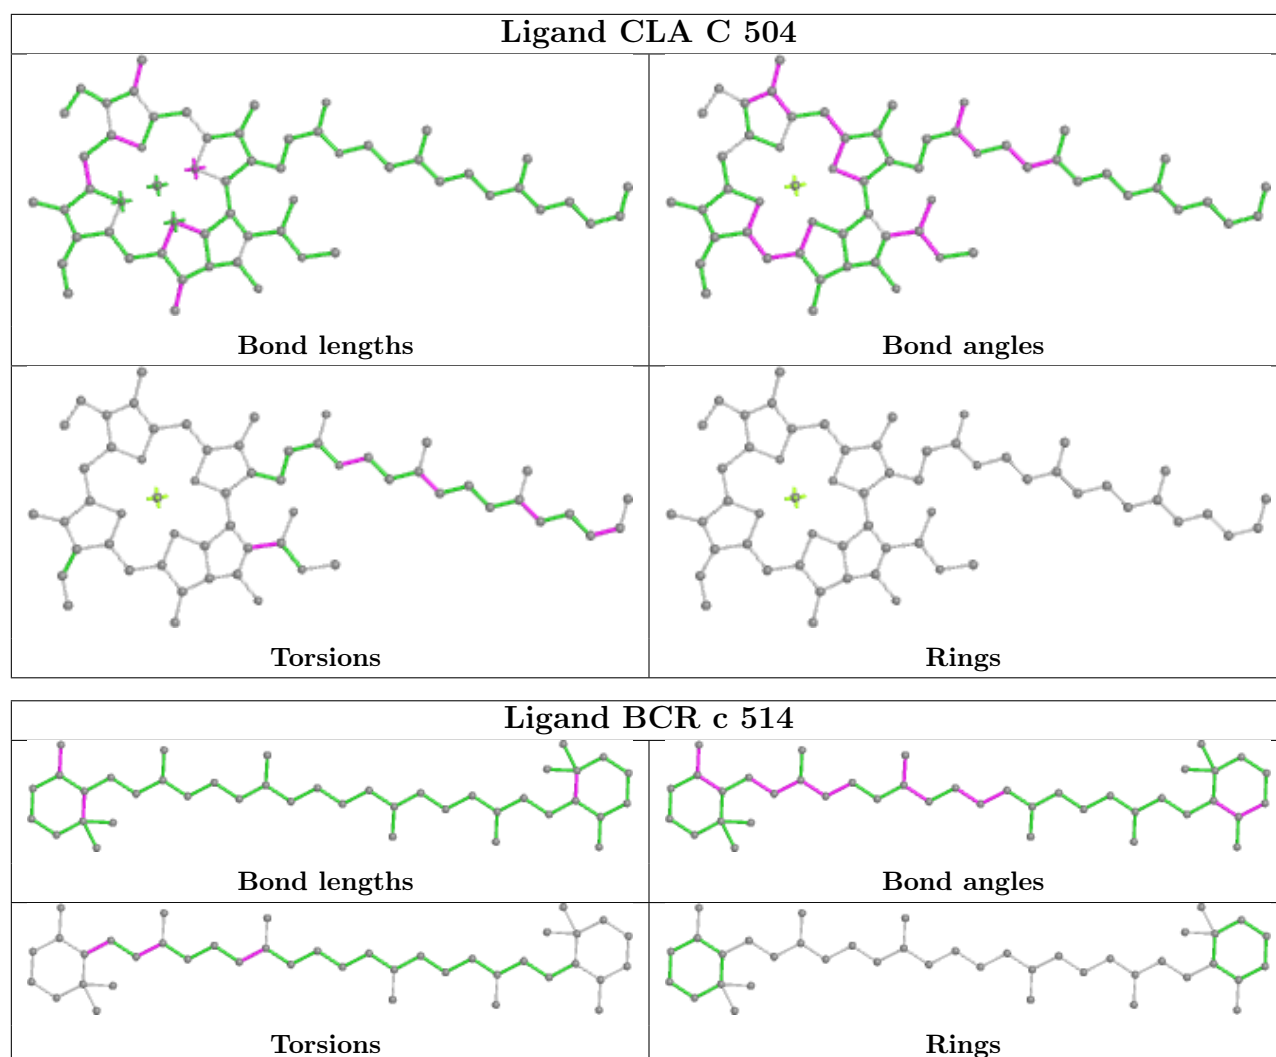 Ligand CLA C 504
Bond lengths
Bond angles
Torsions
Rings
Ligand BCR c 514
Bond lengths
Bond angles
Torsions
Rings